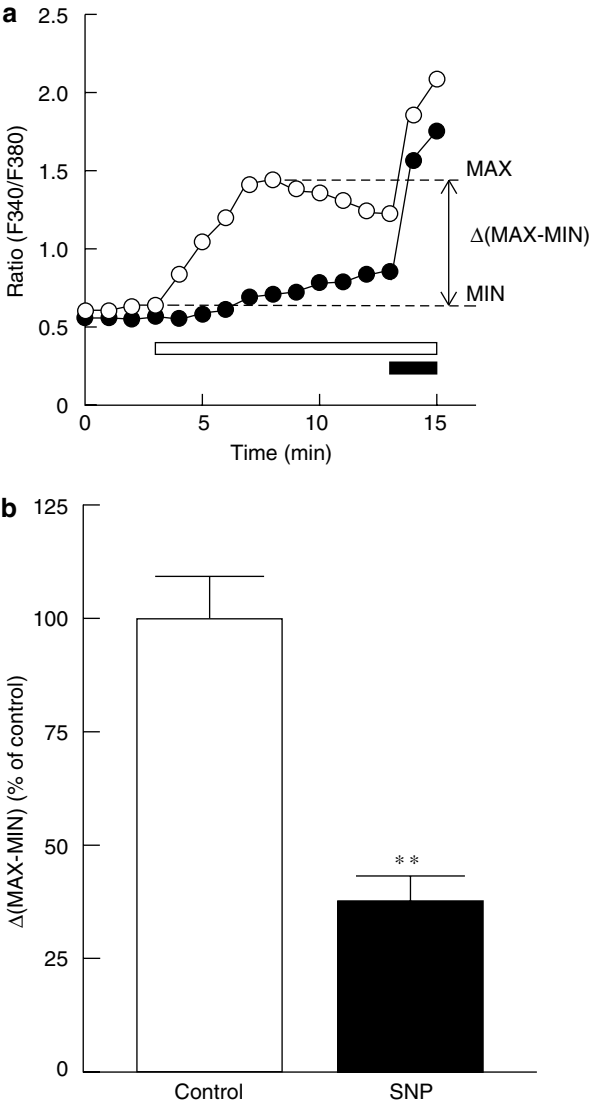 a
2.5
2.0
1.5
1.0
0.5
0
Ratio (F340/F380)
MAX
Δ(MAX-MIN)
MIN
0 5 10 15
Time (min)
b
125
100
75
50
25
0
Δ(MAX-MIN) (% of control)
**
Control SNP